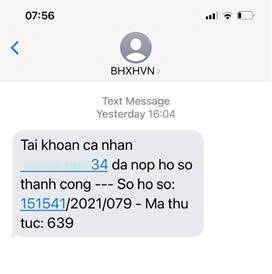 07:56
BHXHVN
Text Message
Yesterday 16:04
Tai khoan ca nhan
34 da nop ho so
thanh cong --- So ho so:
151541/2021/079 - Ma thu
tuc: 639